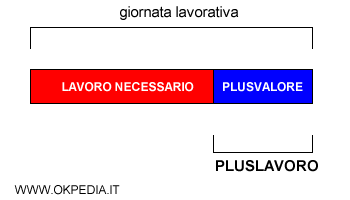 giornata lavorativa
LAVORO NECESSARIO PLUSVALORE
PLUSLAVORO
WWW.OKPEDIA.IT